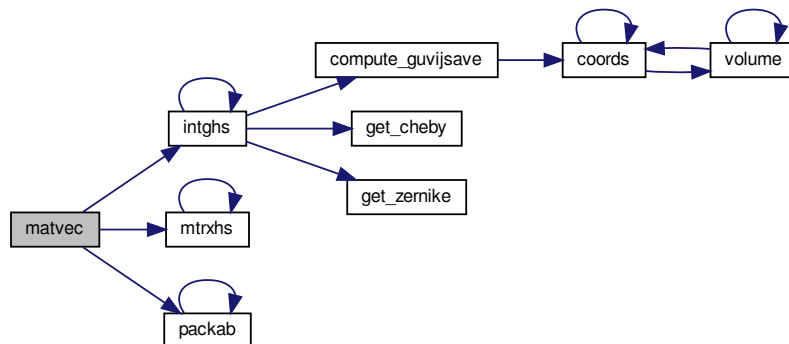 matvec
intghs
mtrxhs
packab
compute_guvijsave
get_cheby
get_zernike
coords
volume